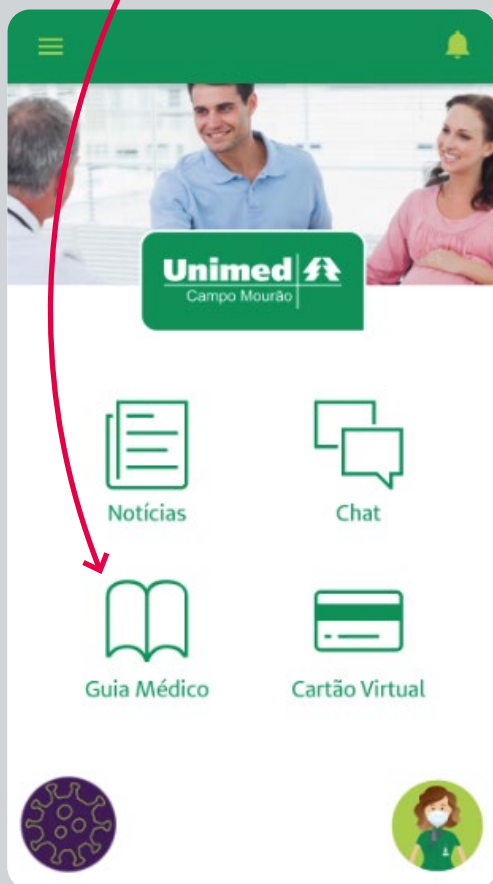 Unimed
Campo Mourão
Notícias
Chat
Guia Médico
Cartão Virtual